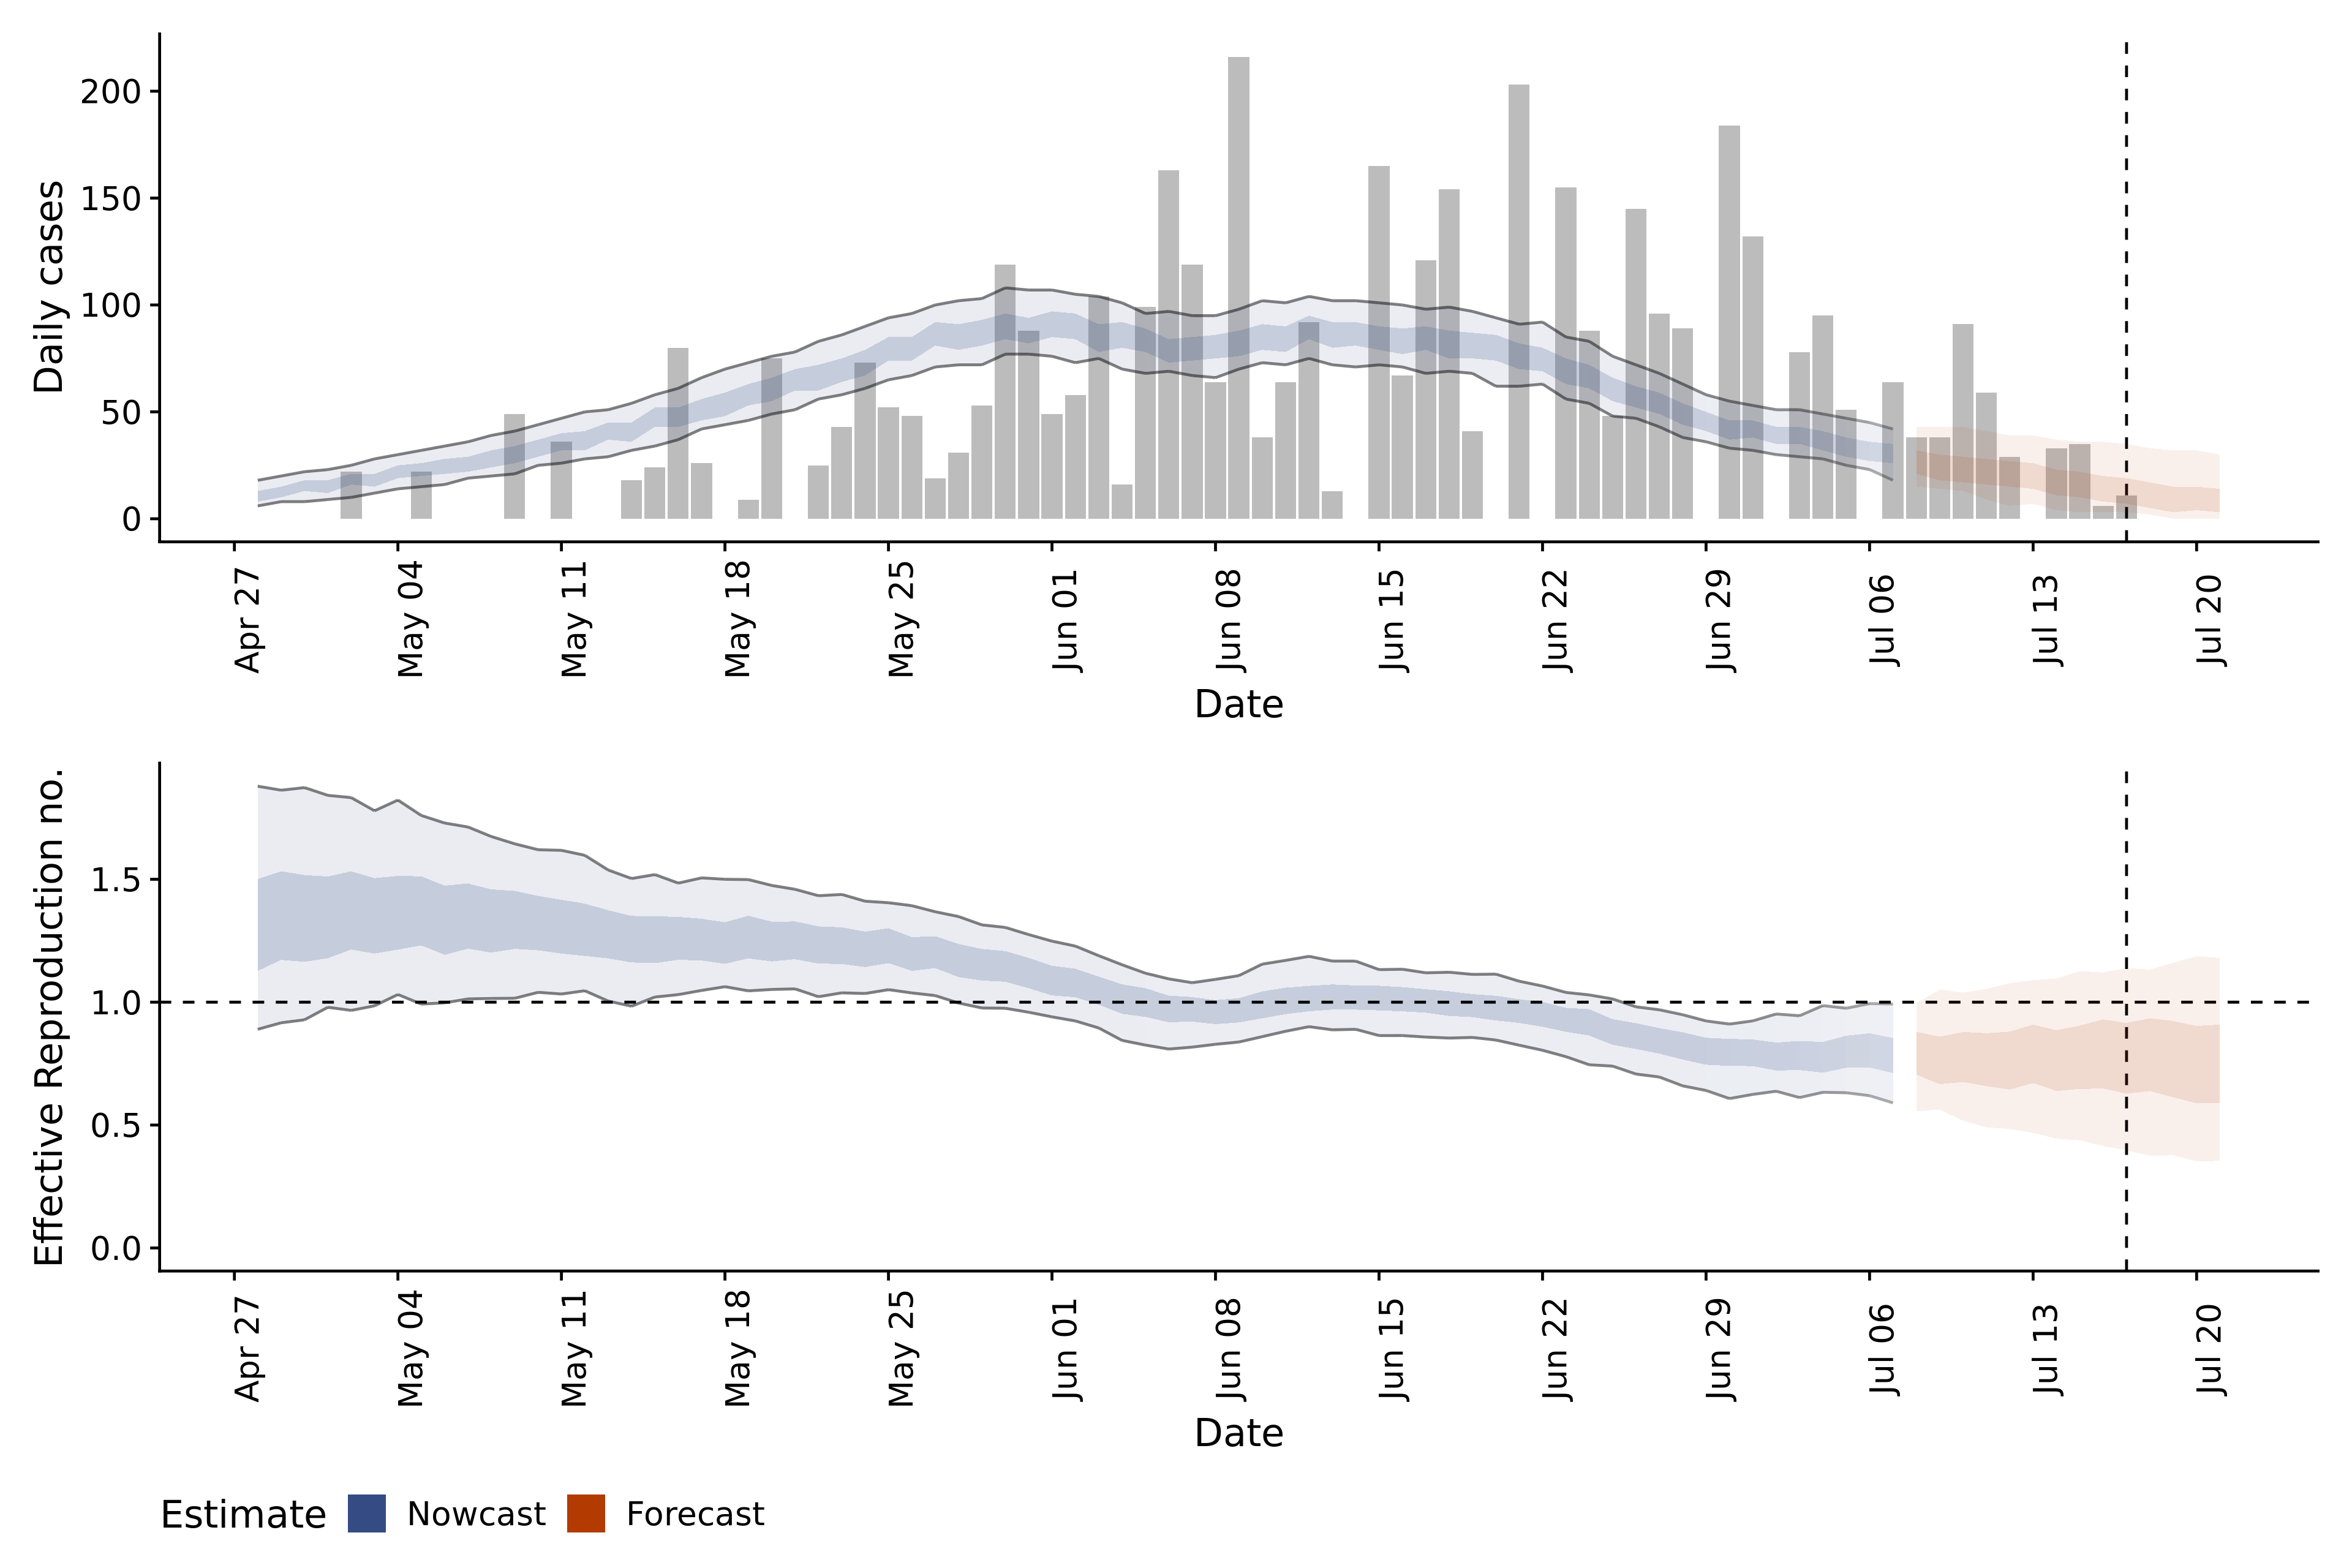 Daily cases
200
150
100
50
0
Apr 27
May 04
May 11
May 18
May 25
Jun 01
Jun 08
Jun 15
Jun 22
Jun 29
Jul 06
Jul 13
Jul 20
Date
Effective Reproduction no.
1.5
1.0
0.5
0.0
Apr 27
May 04
May 11
May 18
May 25
Jun 01
Jun 08
Jun 15
Jun 22
Jun 29
Jul 06
Jul 13
Jul 20
Date
Estimate Nowcast Forecast